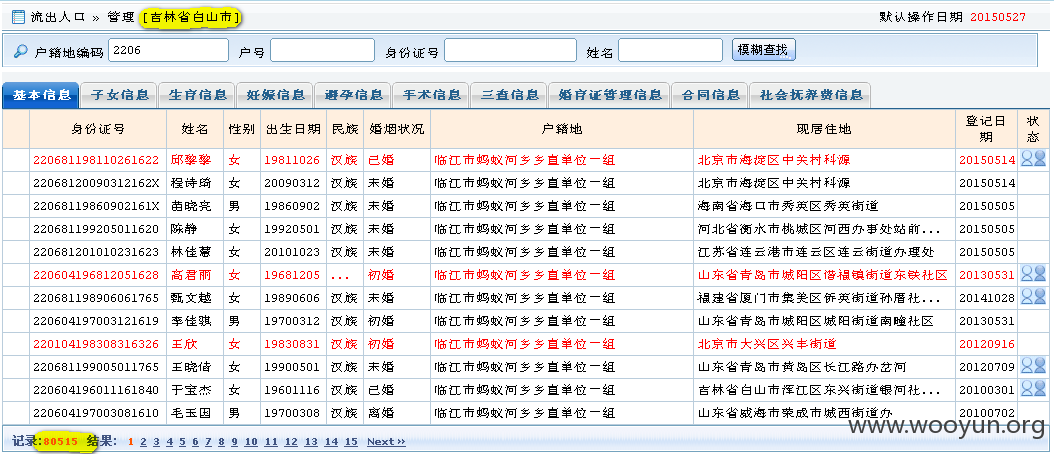 流出人口 » 管理 [吉林省白山市] 默认操作日期 20150527
户籍地编码 2206 户号 身份证号 姓名 模糊查找
基本信息 子女信息 生育信息 妊娠信息 避孕信息 手术信息 三查信息 婚育证管理信息 合同信息 社会抚养费信息
身份证号 姓名 性别 出生日期 民族 婚烟状况 户籍地 现居住地 登记日期 状态
220681198110261622 邱黎黎 女 19811026 汉族 已婚 临江市蚂蚁河乡乡直单位一组 北京市海淀区中关村科源 20150514
22068120090312162X 程诗琦 女 20090312 汉族 未婚 临江市蚂蚁河乡乡直单位一组 北京市海淀区中关村科源 20150514
22068119860902161X 苗晓亮 男 19860902 汉族 未婚 临江市蚂蚁河乡乡直单位一组 海南省海口市秀英区秀英街道 20150505
220681199205011620 陈静 女 19920501 汉族 未婚 临江市蚂蚁河乡乡直单位一组 河北省衡水市桃城区河西办事处站前... 20150505
220681201010231623 林佳慧 女 20101023 汉族 未婚 临江市蚂蚁河乡乡直单位一组 江苏省连云港市连云区连云街道办理处 20150505
220604196812051628 高君丽 女 19681205 ... 初婚 临江市蚂蚁河乡乡直单位一组 山东省青岛市城阳区惜福镇街道东铁社区 20130531
220681198906061765 甄文越 女 19890606 汉族 未婚 临江市蚂蚁河乡乡直单位一组 福建省厦门市集美区侨英街道孙厝社... 20141028
220604197003121619 李佳骐 男 19700312 汉族 初婚 临江市蚂蚁河乡乡直单位一组 山东省青岛市城阳区城阳街道南疃社区 20130531
220104198308316326 王欣 女 19830831 汉族 初婚 临江市蚂蚁河乡乡直单位一组 北京市大兴区兴丰街道 20120916
220681199005011765 王晓倩 女 19900501 汉族 未婚 临江市蚂蚁河乡乡直单位一组 山东省青岛市黄岛区长江路办岔河 20120709
220604196011161840 于宝杰 女 19601116 汉族 已婚 临江市蚂蚁河乡乡直单位一组 吉林省白山市浑江区东兴街道银河社... 20100301
220604197003081610 毛玉国 男 19700308 汉族 离婚 临江市蚂蚁河乡乡直单位一组 山东省威海市荣成市城西街道办 20100702
www.wooyun.org
记录:80515 结果: 1 2 3 4 5 6 7 8 9 10 11 12 13 14 15 Next››